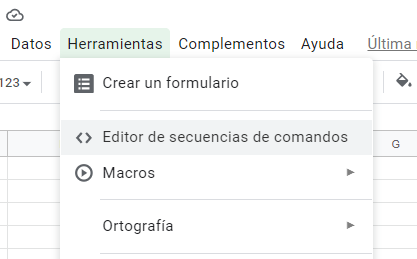 Datos Herramientas Complementos Ayuda Última
123
Crear un formulario
Editor de secuencias de comandos
G
Macros
Ortografía